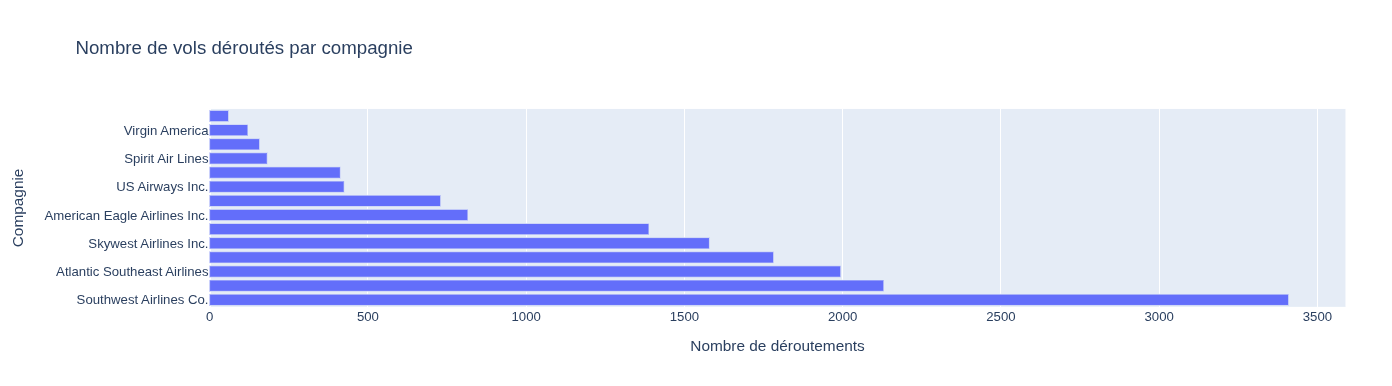 Nombre de vols déroutés par compagnie
Compagnie
Virgin America
Spirit Air Lines
US Airways Inc.
American Eagle Airlines Inc.
Skywest Airlines Inc.
Atlantic Southeast Airlines
Southwest Airlines Co.
0 500 1000 1500 2000 2500 3000 3500
Nombre de déroutements